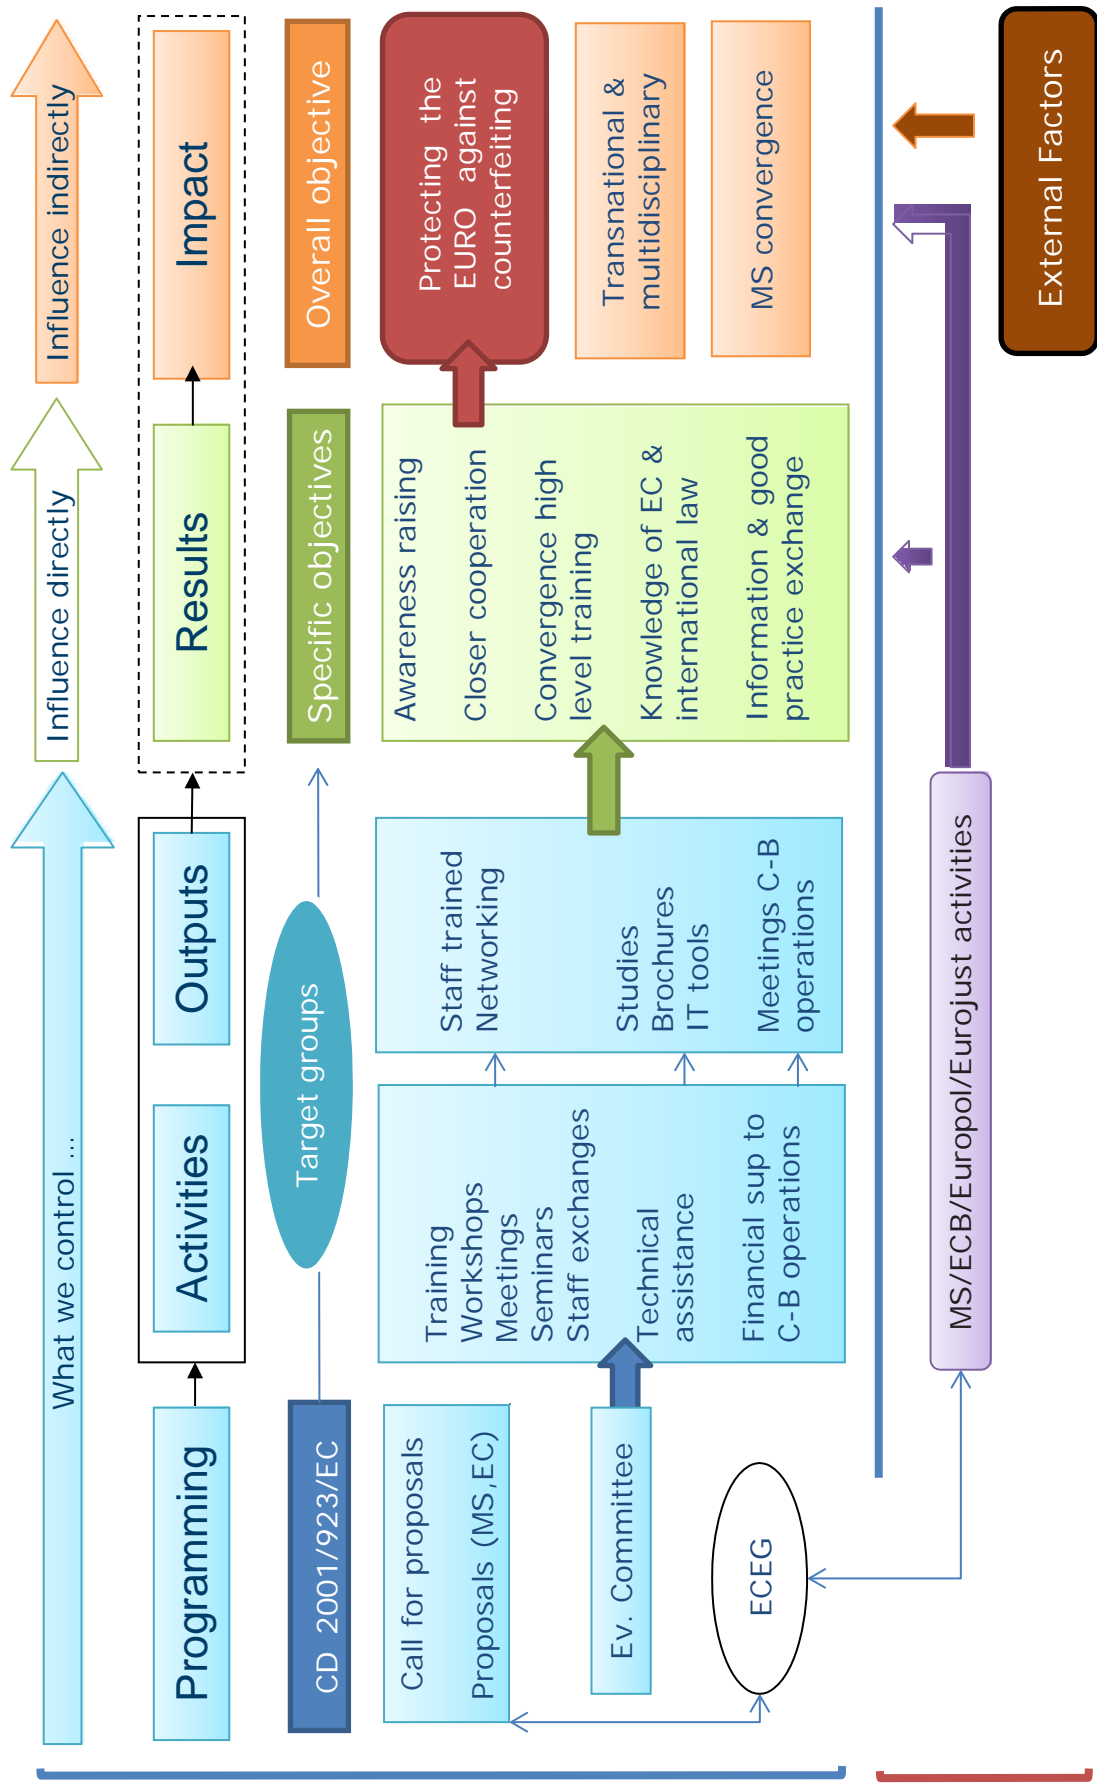 What we control ...
Influence directly
Influence indirectly
Programming
Activities
Outputs
Results
Impact
CD 2001/923/EC
Target groups
Specific objectives
Overall objective
Call for proposals
Proposals (MS,EC)
Ev. Committee
ECEG
Training
Workshops
Meetings
Seminars
Staff exchanges
Technical
assistance
Financial sup to
C-B operations
Staff trained
Networking
Studies
Brochures
IT tools
Meetings C-B
operations
Awareness raising
Closer cooperation
Convergence high
level training
Knowledge of EC &
international law
Information & good
practice exchange
Protecting the
EURO against
counterfeiting
Transnational &
multidisciplinary
MS convergence
MS/ECB/Europol/Eurojust activities
External Factors